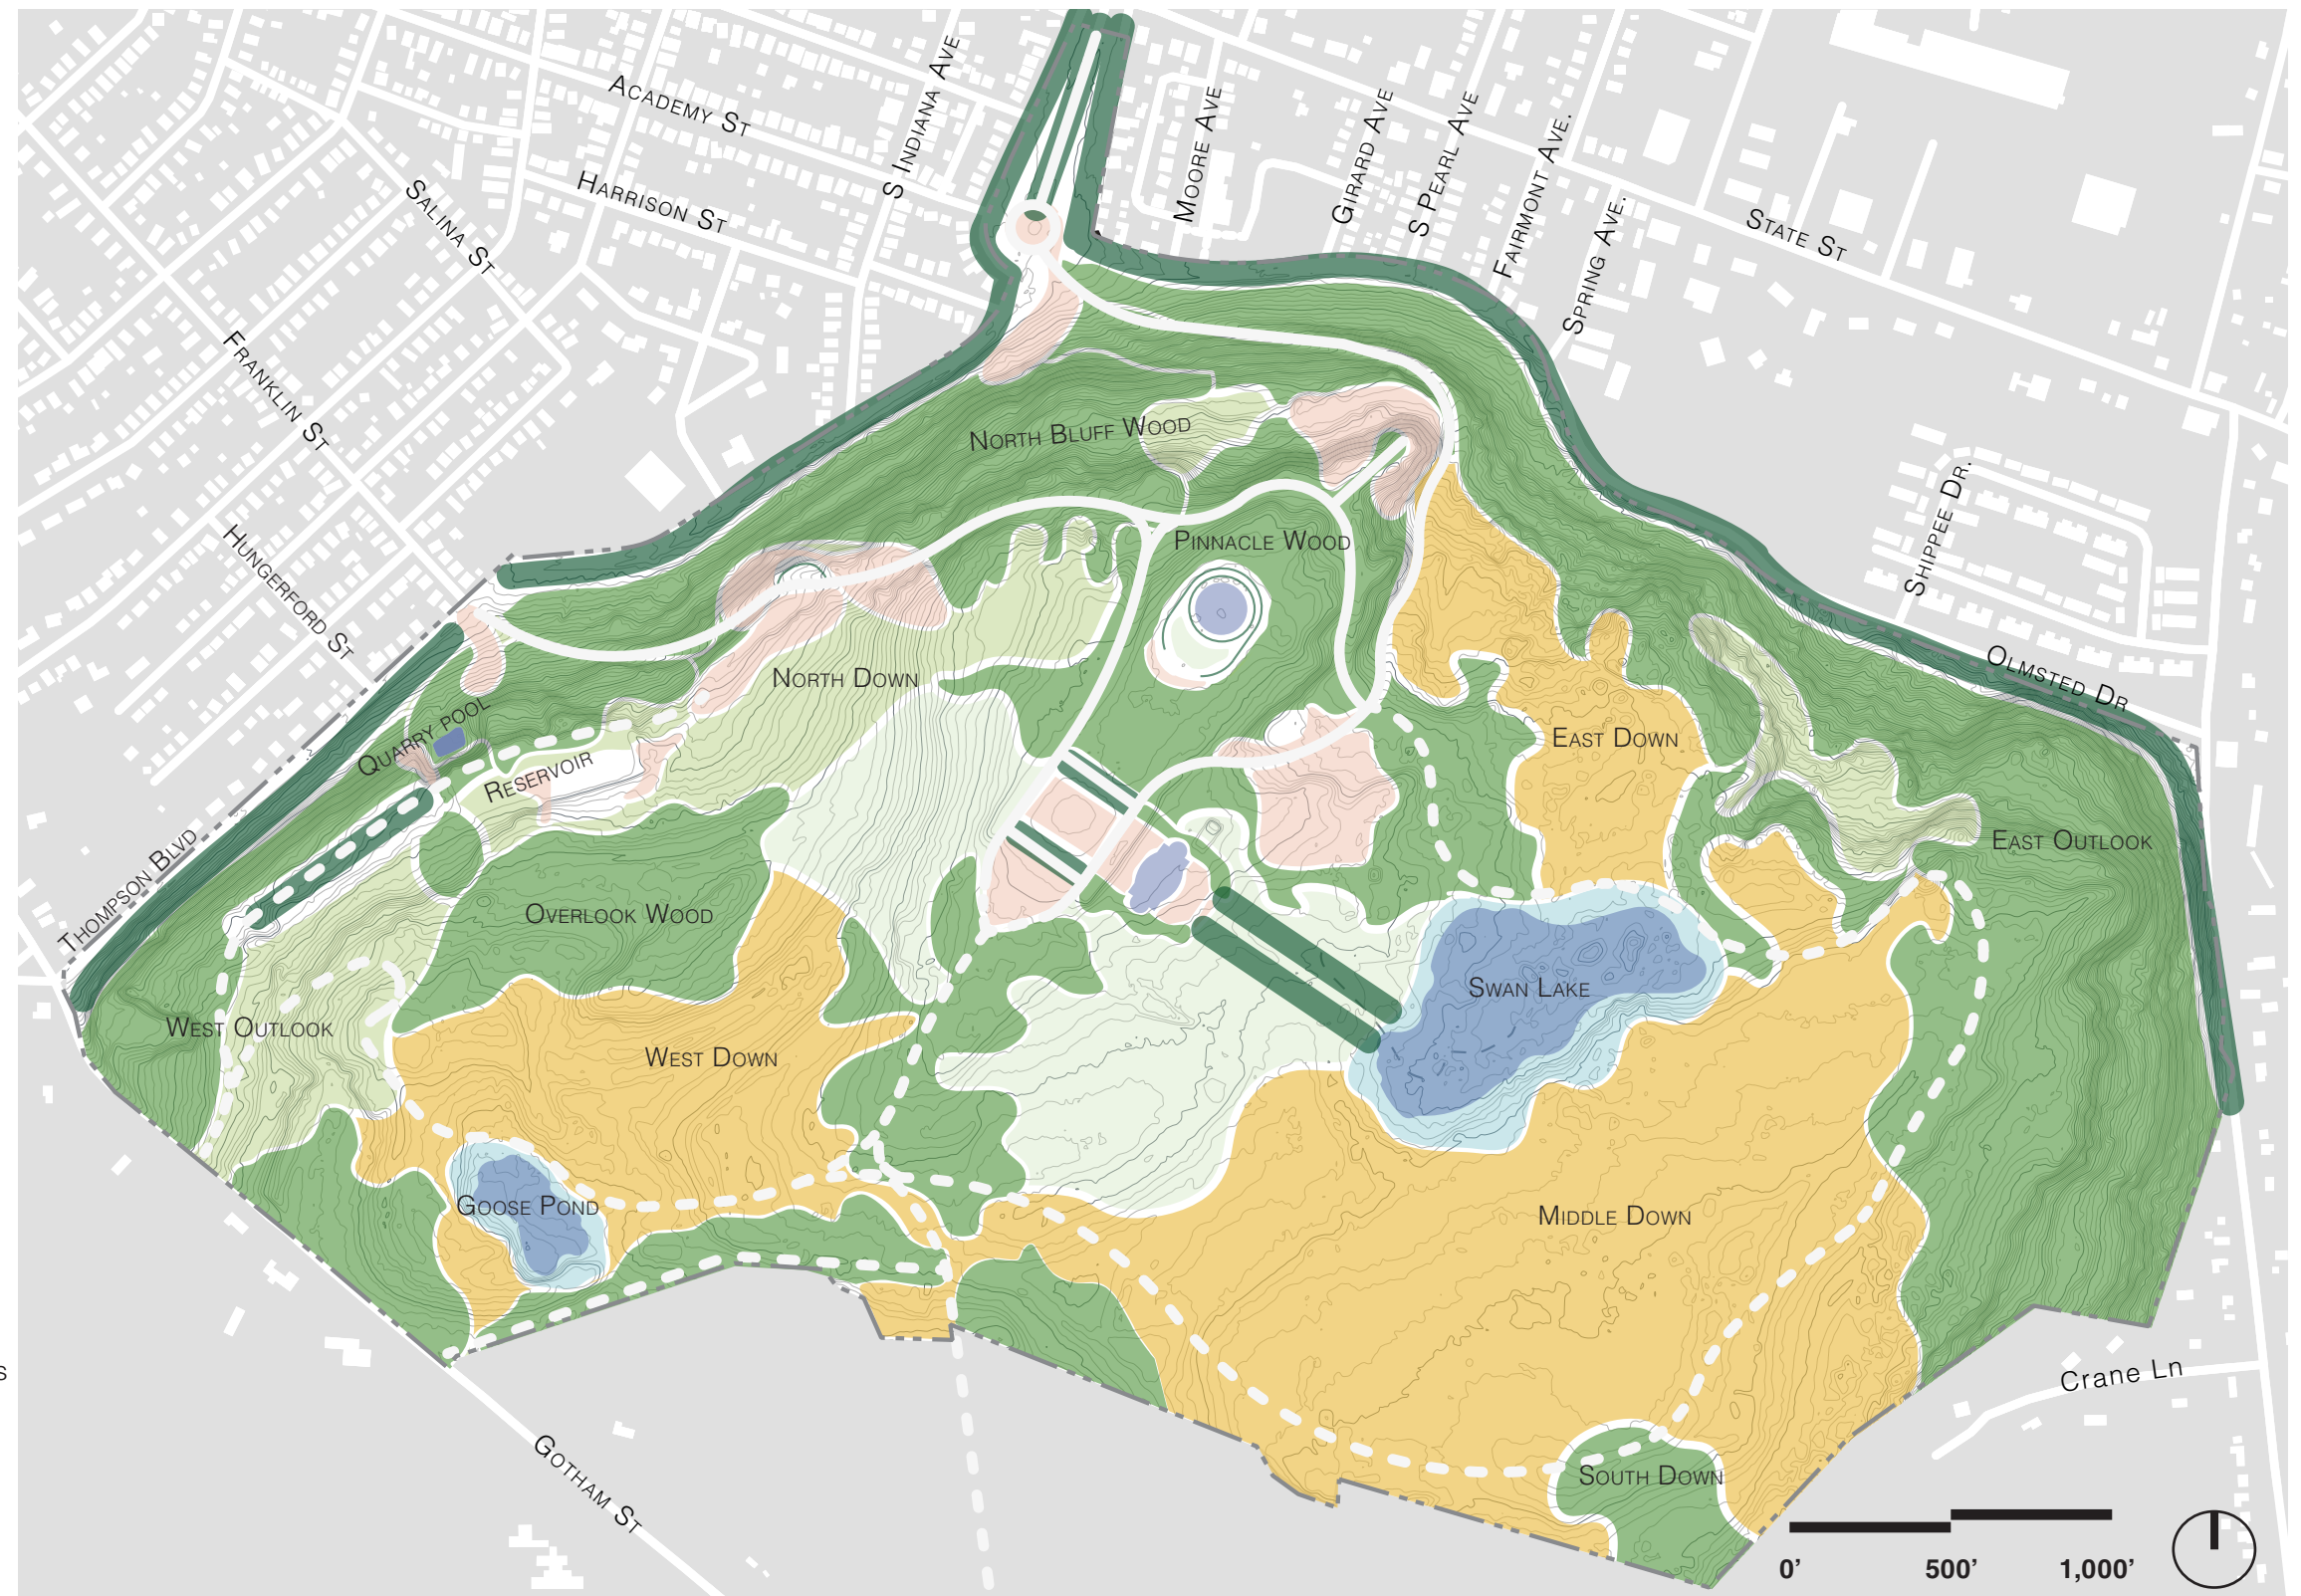 Academy St
S Indiana Ave
Moore Ave
Girard Ave
S Pearl Ave
Fairmont Ave.
Spring Ave.
State St
Harrison St
Salina St
Franklin St
Hungerford St
Shippee Dr.
Olmsted Dr
Thompson Blvd
North Bluff Wood
Pinnacle Wood
North Down
Quarry pool
Reservoir
East Down
East Outlook
Overlook Wood
Swan Lake
West Outlook
West Down
Goose Pond
Middle Down
South Down
Crane Ln
Gotham St
s
0’ 500’ 1,000’